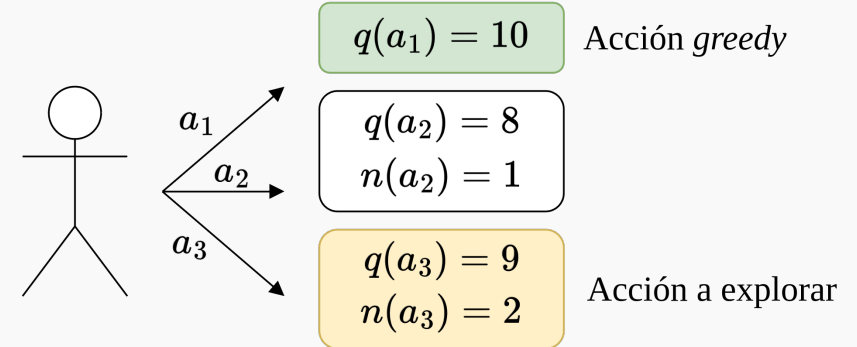 q(a₁) = 10
Acción greedy
a₁
q(a₂) = 8
n(a₂) = 1
a₂
a₃
q(a₃) = 9
n(a₃) = 2
Acción a explorar